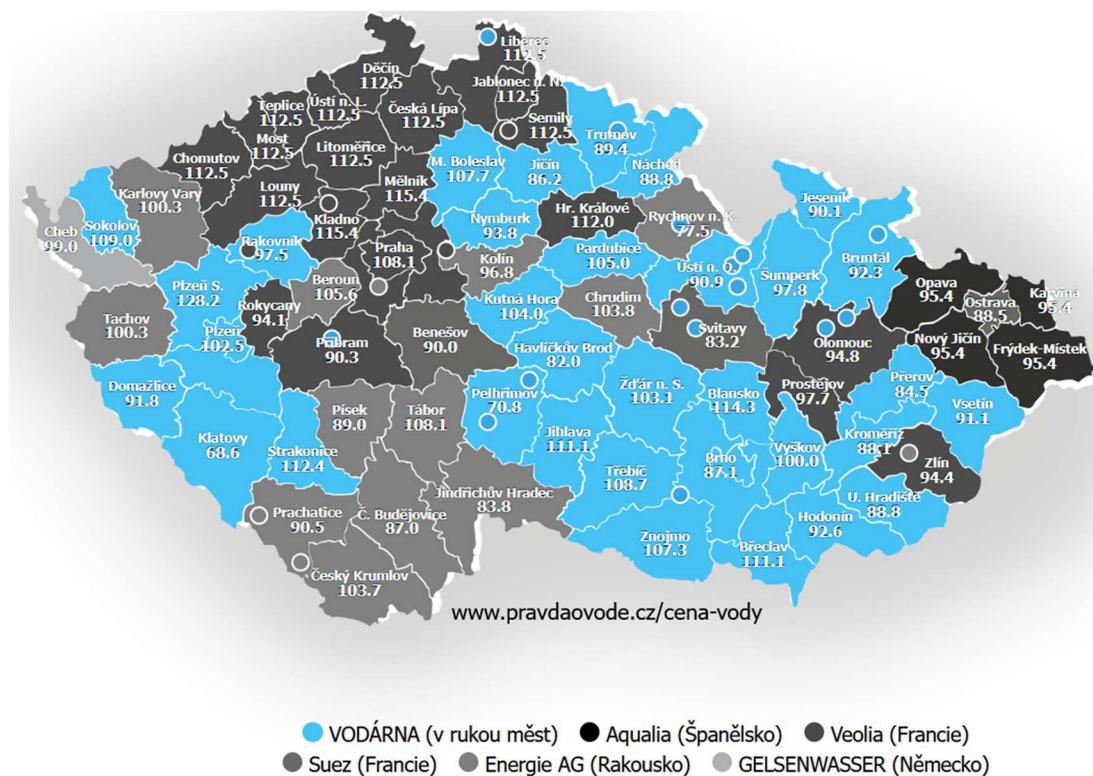 Liberec
112.5
Děčín
112.5
Jablonec n. N.
112.5
Teplice
112.5
Ústí n. L.
112.5
Česká Lípa
112.5
Semily
112.5
Trutnov
89.4
Most
112.5
Litoměřice
112.5
Chomutov
112.5
M. Boleslav
107.7
Jičín
86.2
Náchod
88.8
Karlovy Vary
100.3
Louny
112.5
Mělník
115.4
Jeseník
90.1
Sokolov
109.0
Cheb
99.0
Kladno
115.4
Nymburk
93.8
Hr. Králové
112.0
Rychnov n. K.
77.5
Rakovník
97.5
Praha
108.1
Kolín
96.8
Pardubice
105.0
Ústí n. O.
90.9
Šumperk
97.8
Bruntál
92.3
Plzeň S.
128.2
Beroun
105.6
Kutná Hora
104.0
Chrudim
103.8
Opava
95.4
Ostrava
88.5
Karviná
95.4
Tachov
100.3
Rokycany
94.1
Plzeň
102.5
Příbram
90.3
Benešov
90.0
Svitavy
83.2
Olomouc
94.8
Nový Jičín
95.4
Frýdek-Místek
95.4
Havlíčkův Brod
82.0
Domažlice
91.8
Pelhřimov
70.8
Žďár n. S.
103.1
Blansko
114.3
Prostějov
97.7
Přerov
84.5
Vsetín
91.1
Písek
89.0
Tábor
108.1
Klatovy
68.6
Strakonice
112.4
Jihlava
111.1
Brno
87.1
Vyškov
100.0
Kroměříž
88.1
Zlín
94.4
Třebíč
108.7
Jindřichův Hradec
83.8
U. Hradiště
88.8
Prachatice
90.5
Č. Budějovice
87.0
Znojmo
107.3
Hodonín
92.6
Břeclav
111.1
Český Krumlov
103.7
www.pravdaovode.cz/cena-vody
VODÁRNA (v rukou měst) Aqualia (Španělsko) Veolia (Francie)
Suez (Francie) Energie AG (Rakousko) GELSENWASSER (Německo)